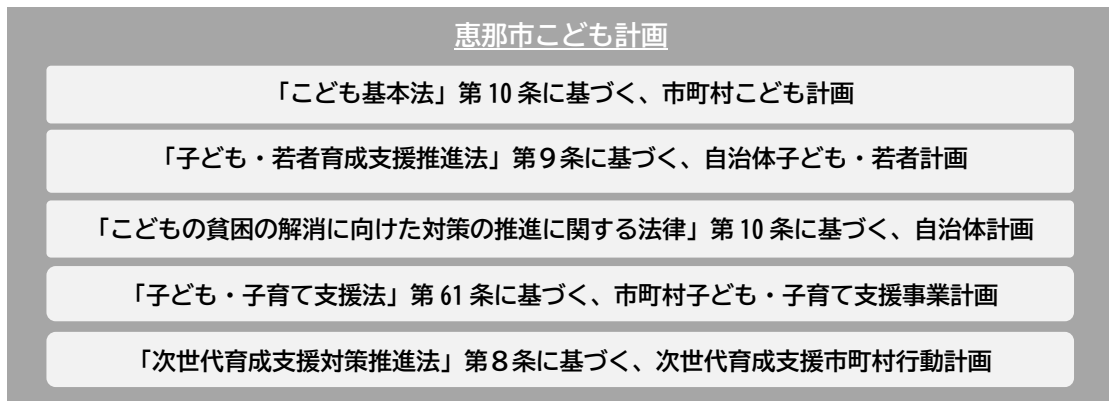 恵那市こども計画
「こども基本法」第10条に基づく、市町村こども計画
「子ども・若者育成支援推進法」第９条に基づく、自治体子ども・若者計画
「こどもの貧困の解消に向けた対策の推進に関する法律」第10条に基づく、自治体計画
「子ども・子育て支援法」第61条に基づく、市町村子ども・子育て支援事業計画
「次世代育成支援対策推進法」第８条に基づく、次世代育成支援市町村行動計画